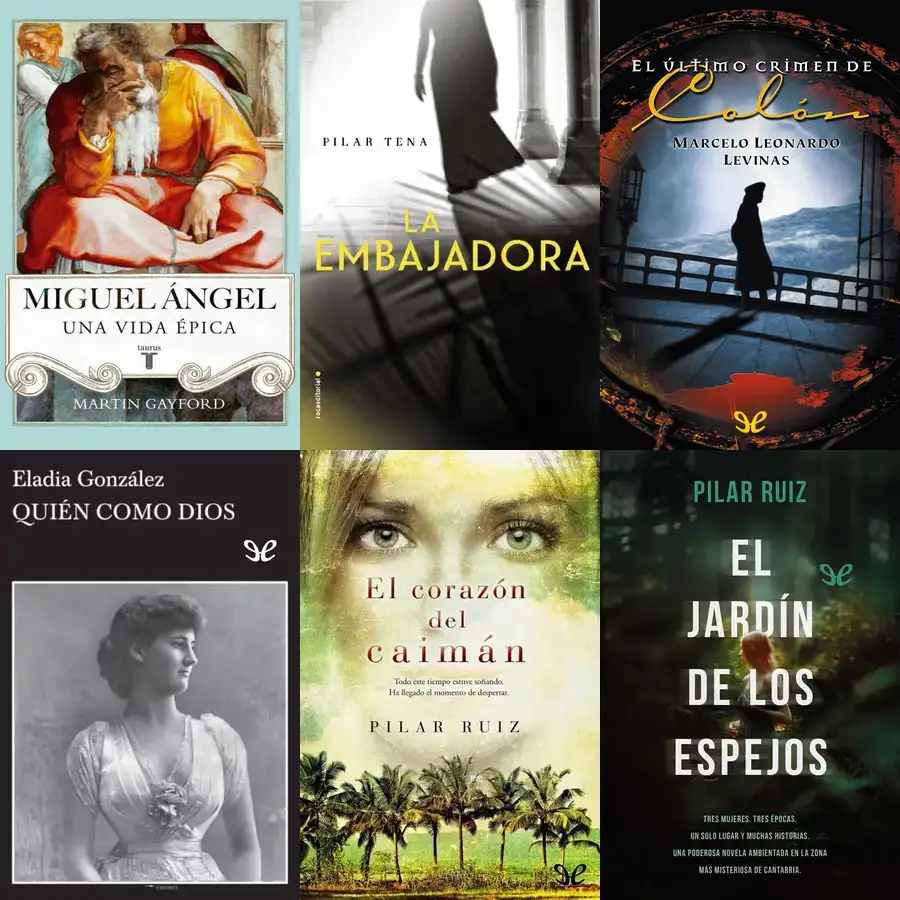 MIGUEL ÁNGEL
UNA VIDA ÉPICA
taurus
MARTIN GAYFORD
PILAR TENA
LA
EMBAJADORA
rocaeditorial
EL ÚLTIMO CRIMEN DE
Colón
MARCELO LEONARDO
LEVINAS
Eladia González
QUIÉN COMO DIOS
El corazón
del
caimán
Todo este tiempo estuve soñando.
Ha llegado el momento de despertar.
PILAR RUIZ
PILAR RUIZ
EL
JARDÍN
DE LOS
ESPEJOS
TRES MUJERES. TRES ÉPOCAS.
UN SOLO LUGAR Y MUCHAS HISTORIAS.
UNA PODEROSA NOVELA AMBIENTADA EN LA ZONA
MÁS MISTERIOSA DE CANTABRIA.